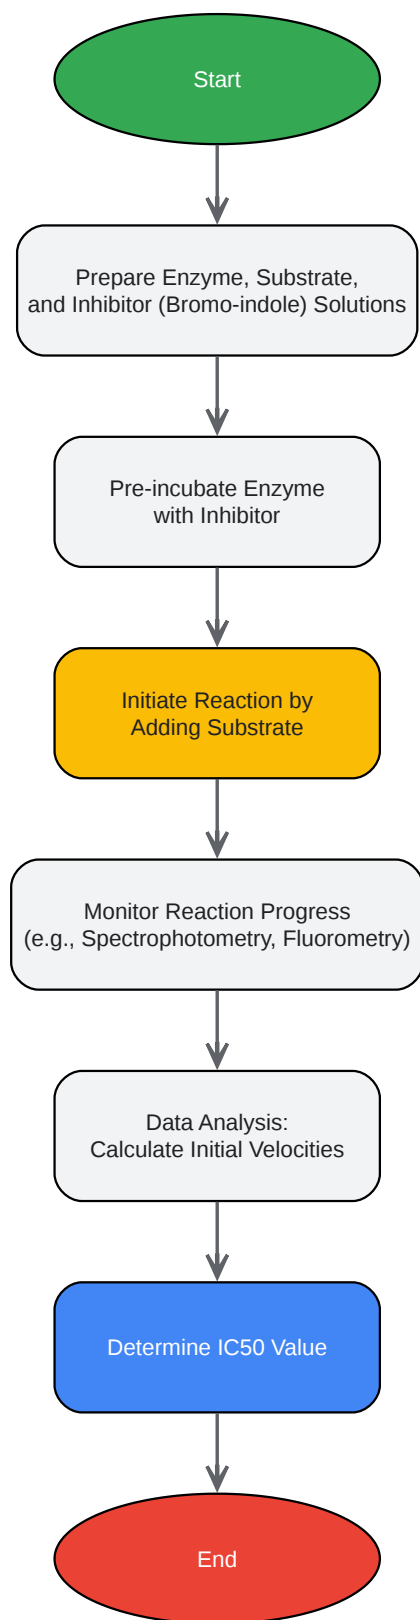 Start
Prepare Enzyme, Substrate,
and Inhibitor (Bromo-indole) Solutions
Pre-incubate Enzyme
with Inhibitor
Initiate Reaction by
Adding Substrate
Monitor Reaction Progress
(e.g., Spectrophotometry, Fluorometry)
Data Analysis:
Calculate Initial Velocities
Determine IC50 Value
End